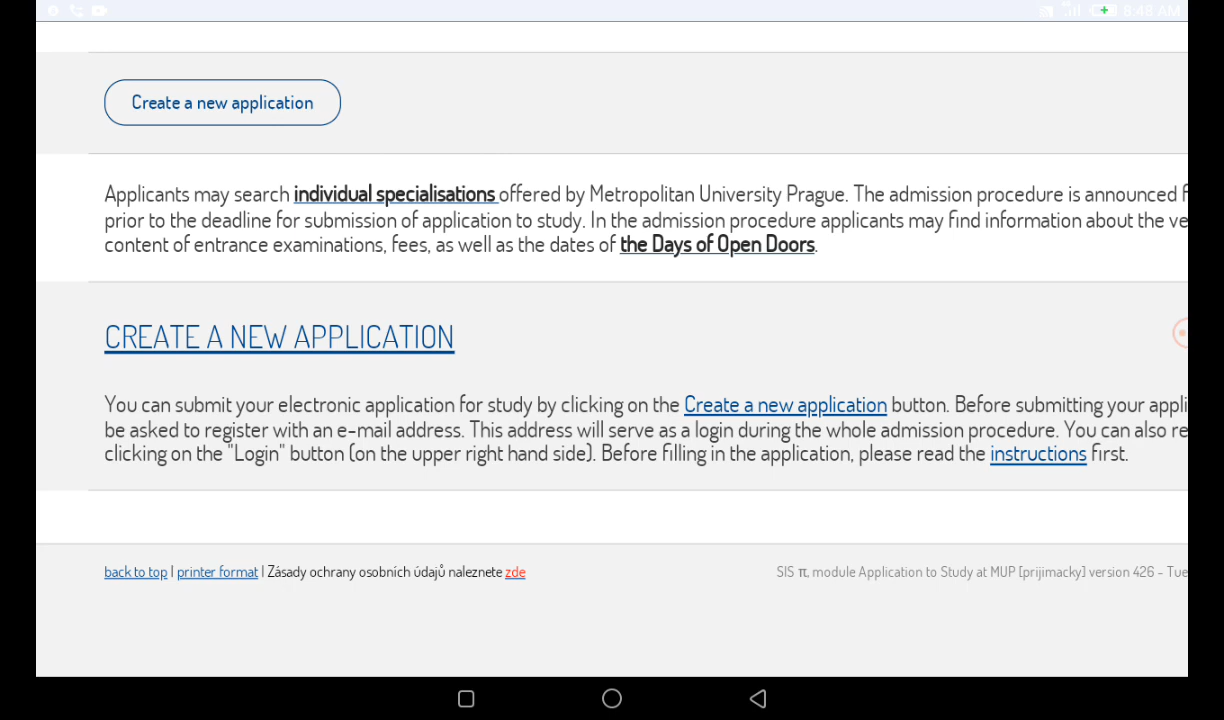 8:48 AM
Create a new application
Applicants may search individual specialisations offered by Metropolitan University Prague. The admission procedure is announced
prior to the deadline for submission of application to study. In the admission procedure applicants may find information about the
content of entrance examinations, fees, as well as the dates of the Days of Open Doors.
CREATE A NEW APPLICATION
You can submit your electronic application for study by clicking on the Create a new application button. Before submitting your
be asked to register with an e-mail address. This address will serve as a login during the whole admission procedure. You can also
clicking on the "Login" button (on the upper right hand side). Before filling in the application, please read the instructions first.
back to top | printer format | Zásady ochrany osobních údajů naleznete zde
SIS π, module Application to Study at MUP [prijimacky] version 426 - Tue